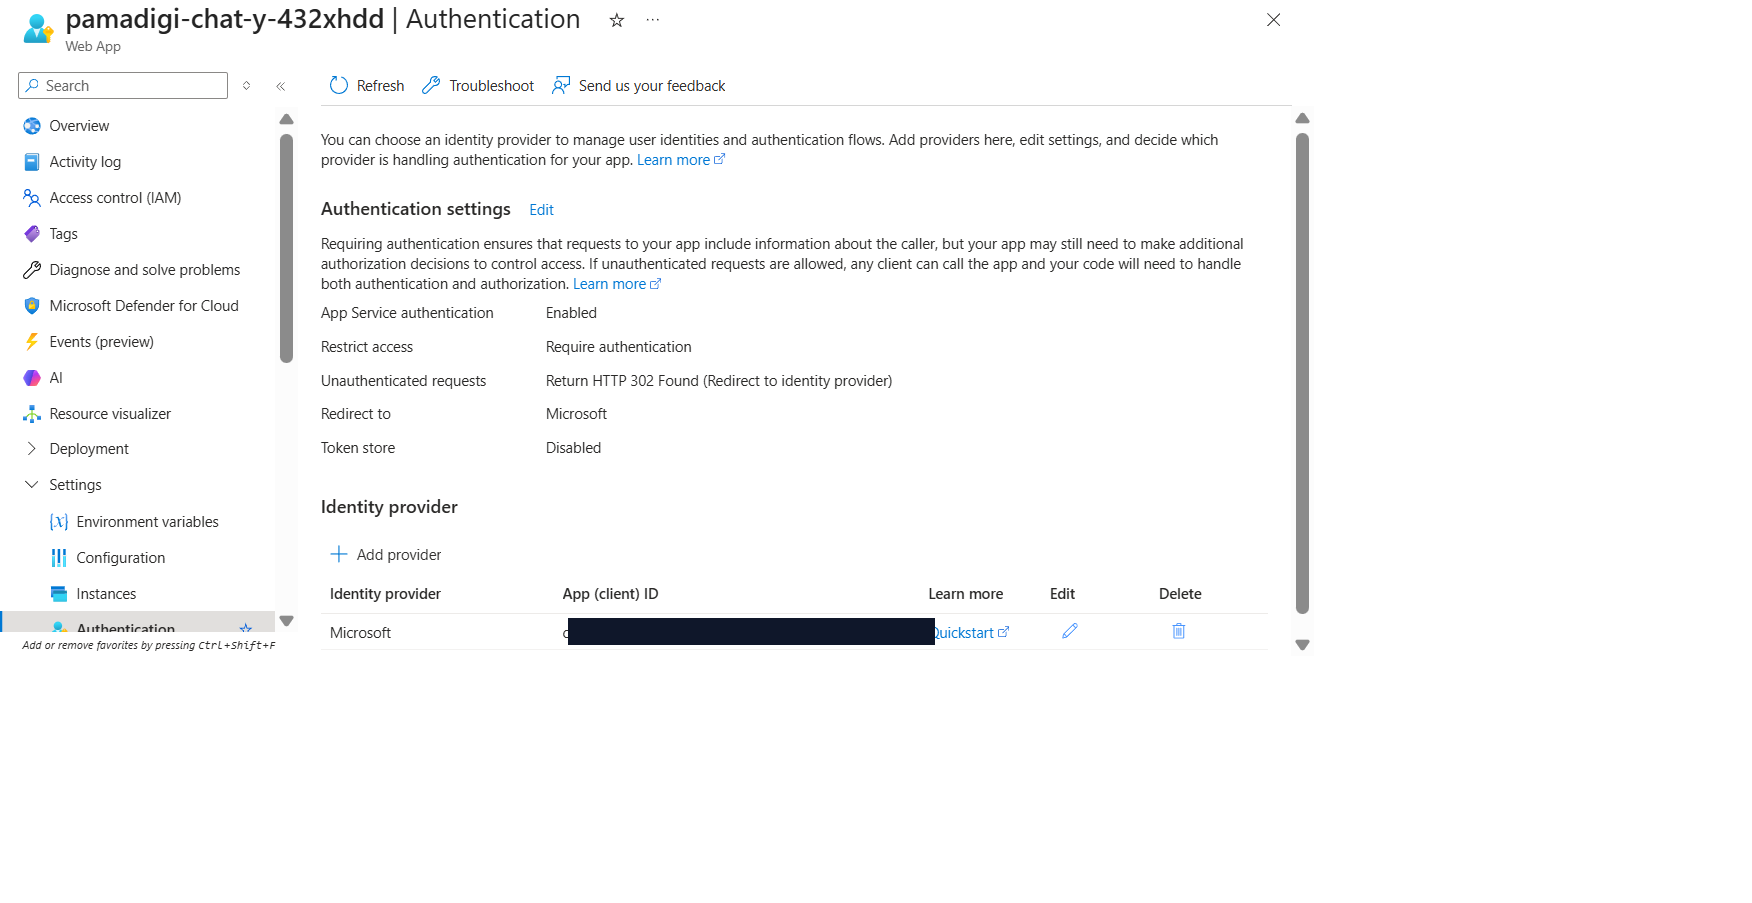 pamadigi-chat-y-432xhdd | Authentication
Web App
Search
Refresh
Troubleshoot
Send us your feedback
Overview
Activity log
Access control (IAM)
Tags
Diagnose and solve problems
Microsoft Defender for Cloud
Events (preview)
AI
Resource visualizer
Deployment
Settings
Environment variables
Configuration
Instances
Authentication
Add or remove favorites by pressing Ctrl+Shift+F
You can choose an identity provider to manage user identities and authentication flows. Add providers here, edit settings, and decide which
provider is handling authentication for your app. Learn more
Authentication settings Edit
Requiring authentication ensures that requests to your app include information about the caller, but your app may still need to make additional
authorization decisions to control access. If unauthenticated requests are allowed, any client can call the app and your code will need to handle
both authentication and authorization. Learn more
App Service authentication Enabled
Restrict access Require authentication
Unauthenticated requests Return HTTP 302 Found (Redirect to identity provider)
Redirect to Microsoft
Token store Disabled
Identity provider
Add provider
Identity provider App (client) ID Learn more Edit Delete
Microsoft Quickstart